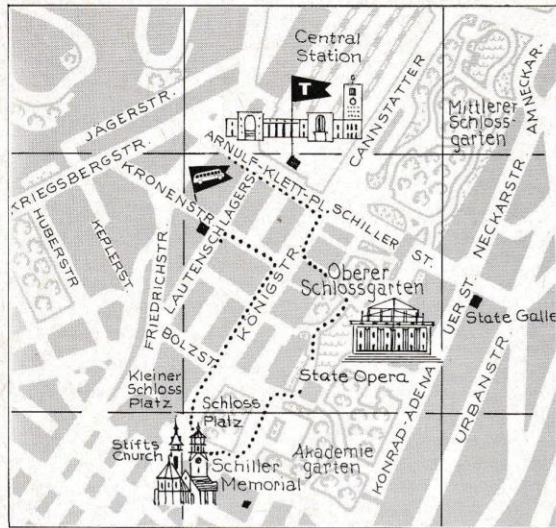 Central
Station
T
CANNSTATTER
AMNECKAR.
Mittlerer
Schloss-
garten
JÄGERSTR.
KRIEGSBERGSTR.
ARNULF-KLETT-PL.
SCHILLER ST.
NECKARSTR
KRONENSTR.
LAUTENSCHLAGERS
HUBERSTR
KEPLERST.
FRIEDRICHSTR
KÖNIGSTR.
Oberer
Schlossgarten
UER ST.
State Galle
BOLZST.
State Opera
URBANSTR.
KONRAD-ADENA
Kleiner
Schloss
Platz
Schloss
Platz
Stifts
Church
Schiller
Memorial
Akademie
garten